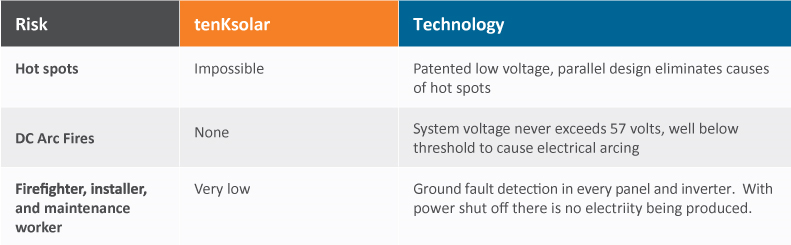 Risk tenKsolar Technology
Hot spots Impossible Patented low voltage, parallel design eliminates causes
of hot spots
DC Arc Fires None System voltage never exceeds 57 volts, well below
threshold to cause electrical arcing
Firefighter, installer, Very low Ground fault detection in every panel and inverter.  With
and maintenance power shut off there is no electriity being produced.
worker